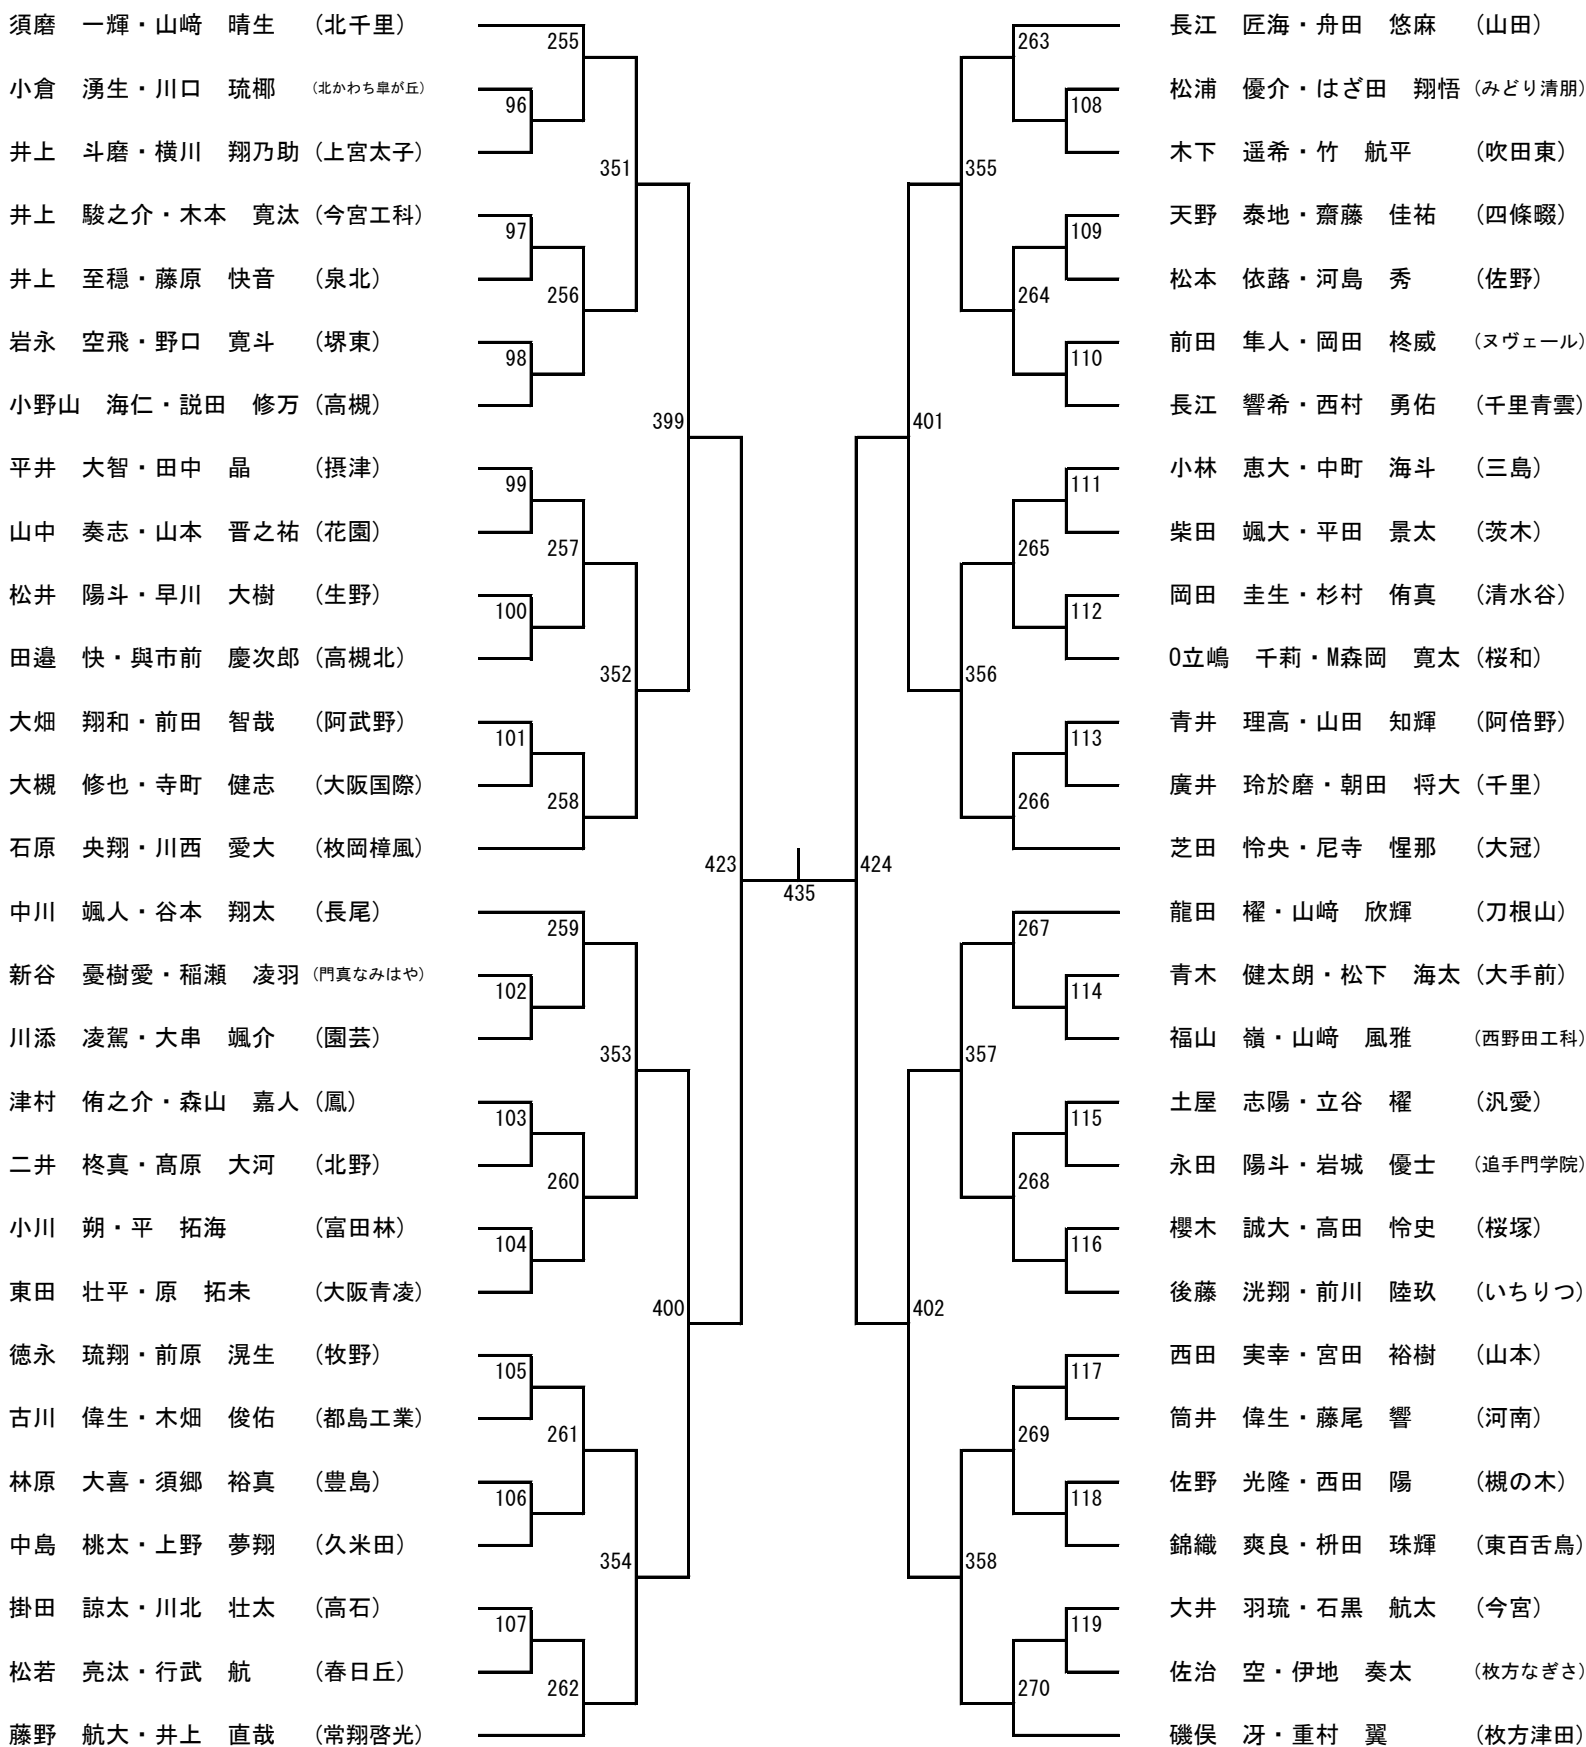 須磨　一輝・山﨑　晴生　（北千里）
255
小倉　湧生・川口　琉椰　（北かわち皐が丘）
96
井上　斗磨・横川　翔乃助（上宮太子）
351
井上　駿之介・木本　寛汰（今宮工科）
97
井上　至穏・藤原　快音　（泉北）
256
岩永　空飛・野口　寛斗　（堺東）
98
小野山　海仁・説田　修万（高槻）
399
平井　大智・田中　晶　（摂津）
99
山中　奏志・山本　晋之祐（花園）
257
松井　陽斗・早川　大樹　（生野）
100
田邉　快・與市前　慶次郎（高槻北）
352
大畑　翔和・前田　智哉　（阿武野）
101
大槻　修也・寺町　健志　（大阪国際）
258
石原　央翔・川西　愛大　（枚岡樟風）
423
中川　颯人・谷本　翔太　（長尾）
259
新谷　憂樹愛・稲瀬　凌羽（門真なみはや）
102
川添　凌駕・大串　颯介　（園芸）
353
津村　侑之介・森山　嘉人（鳳）
103
二井　柊真・髙原　大河　（北野）
260
小川　朔・平　拓海　（富田林）
104
東田　壮平・原　拓未　（大阪青凌）
400
徳永　琉翔・前原　滉生　（牧野）
105
古川　偉生・木畑　俊佑　（都島工業）
261
林原　大喜・須郷　裕真　（豊島）
106
中島　桃太・上野　夢翔　（久米田）
354
掛田　諒太・川北　壮太　（高石）
107
松若　亮汰・行武　航　（春日丘）
262
藤野　航大・井上　直哉　（常翔啓光）
435
長江　匠海・舟田　悠麻　（山田）
263
松浦　優介・はざ田　翔悟（みどり清朋）
108
木下　遥希・竹　航平　（吹田東）
355
天野　泰地・齋藤　佳祐　（四條畷）
109
松本　依蕗・河島　秀　（佐野）
264
前田　隼人・岡田　柊威　（ヌヴェール）
110
長江　響希・西村　勇佑　（千里青雲）
401
小林　恵大・中町　海斗　（三島）
111
柴田　颯大・平田　景太　（茨木）
265
岡田　圭生・杉村　侑真　（清水谷）
112
O立嶋　千莉・M森岡　寛太（桜和）
356
青井　理高・山田　知輝　（阿倍野）
113
廣井　玲於磨・朝田　将大（千里）
266
芝田　怜央・尼寺　惺那　（大冠）
424
龍田　櫂・山﨑　欣輝　（刀根山）
267
青木　健太朗・松下　海太（大手前）
114
福山　嶺・山﨑　風雅　（西野田工科）
357
土屋　志陽・立谷　櫂　（汎愛）
115
永田　陽斗・岩城　優士　（追手門学院）
268
櫻木　誠大・高田　怜史　（桜塚）
116
後藤　洸翔・前川　陸玖　（いちりつ）
402
西田　実幸・宮田　裕樹　（山本）
117
筒井　偉生・藤尾　響　（河南）
269
佐野　光隆・西田　陽　（槻の木）
118
錦織　爽良・枡田　珠輝　（東百舌鳥）
358
大井　羽琉・石黒　航太　（今宮）
119
佐治　空・伊地　奏太　（枚方なぎさ）
270
磯俣　冴・重村　翼　（枚方津田）